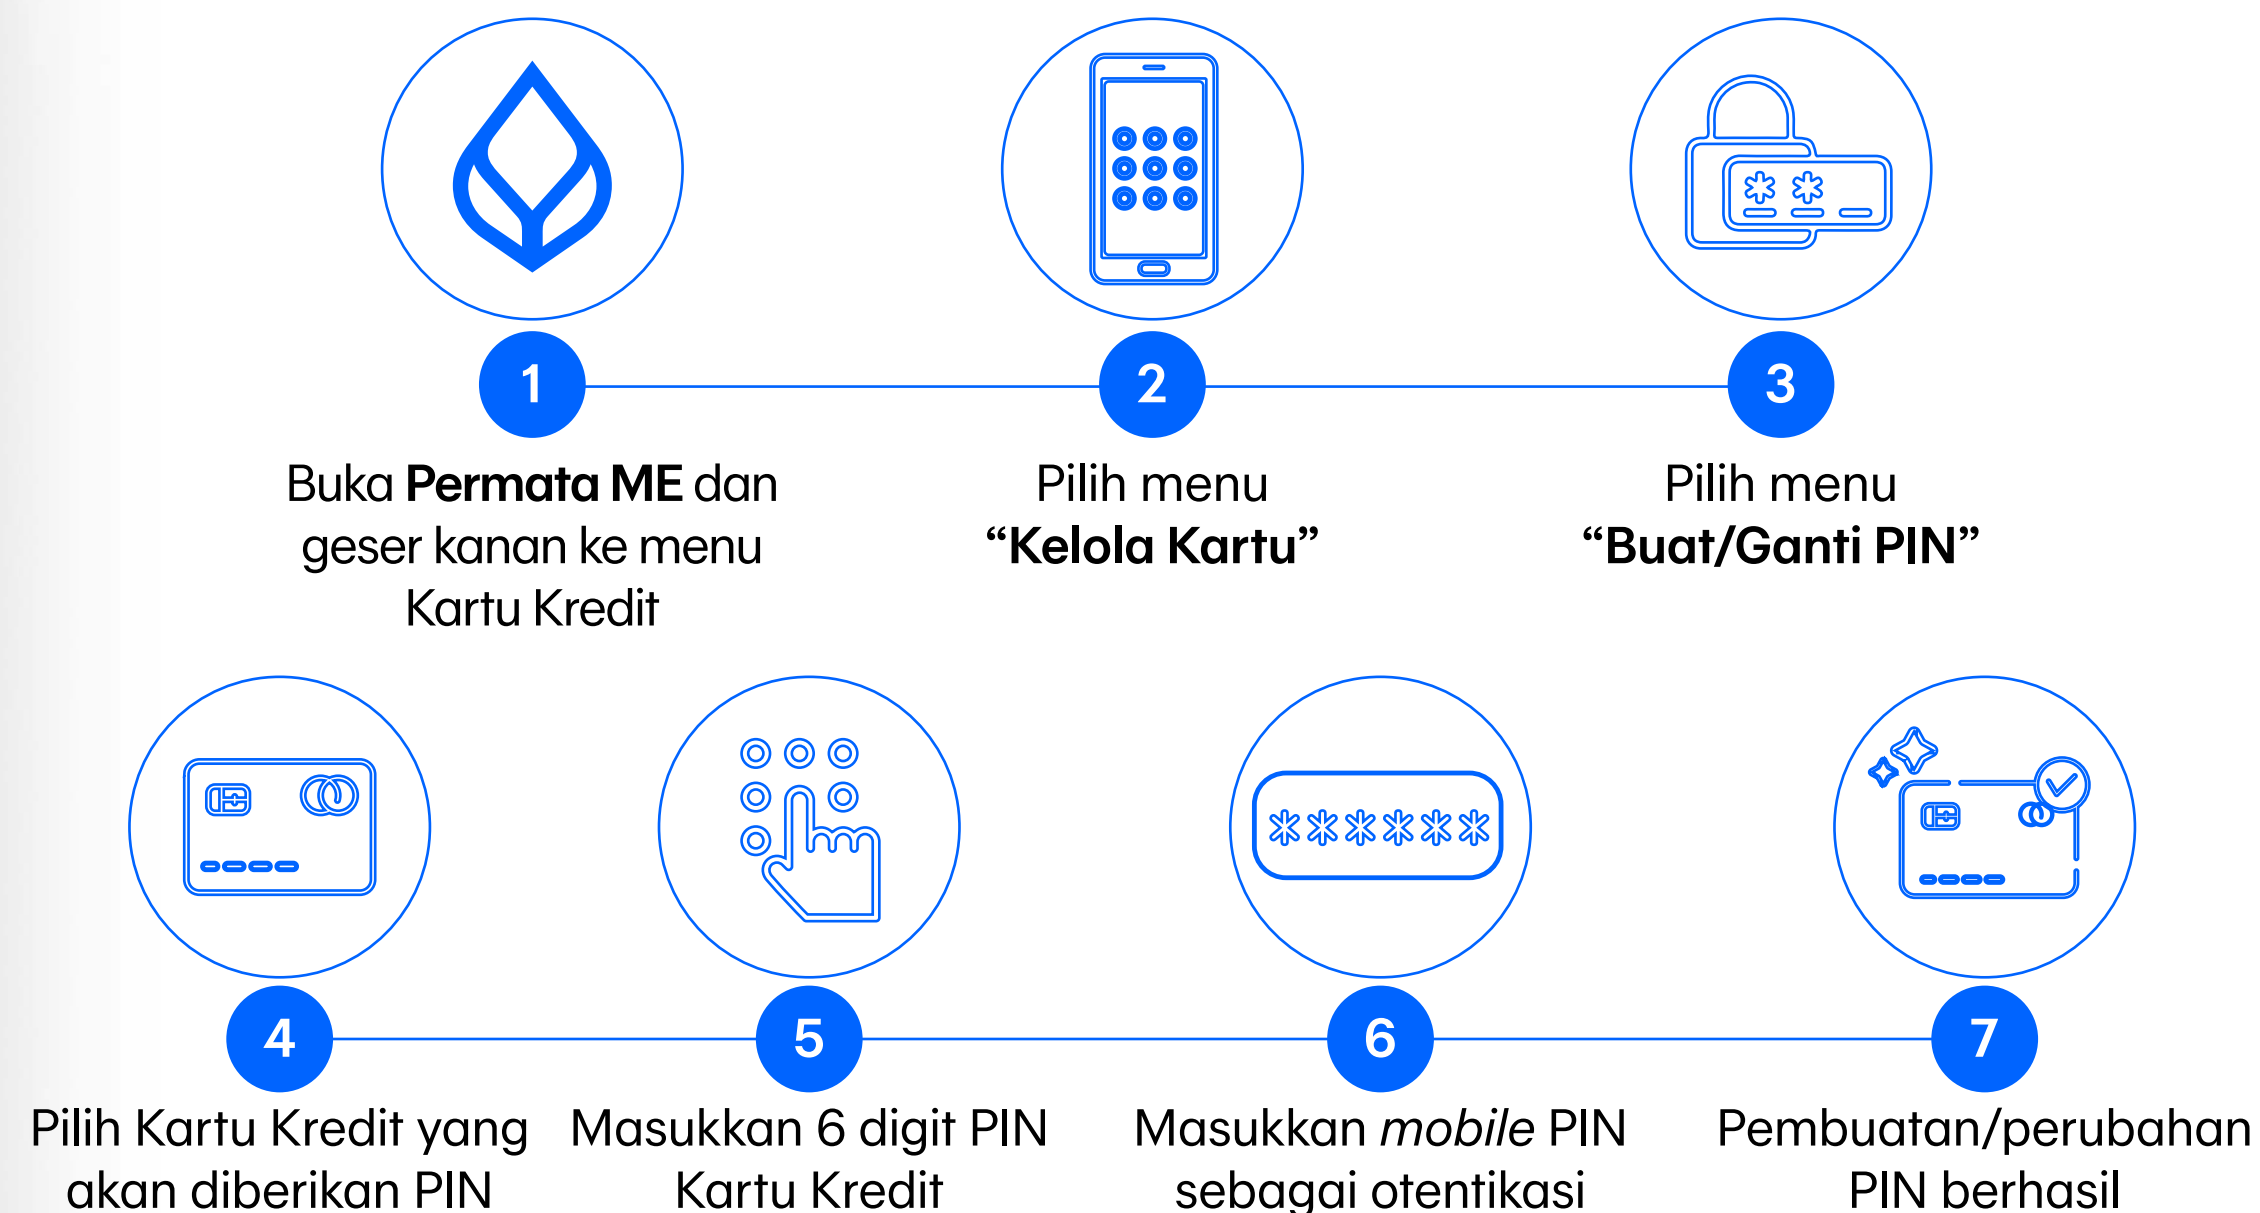 1
Buka Permata ME dan
geser kanan ke menu
Kartu Kredit
2
Pilih menu
“Kelola Kartu”
3
Pilih menu
“Buat/Ganti PIN”
4
Pilih Kartu Kredit yang
akan diberikan PIN
5
Masukkan 6 digit PIN
Kartu Kredit
6
Masukkan mobile PIN
sebagai otentikasi
7
Pembuatan/perubahan
PIN berhasil